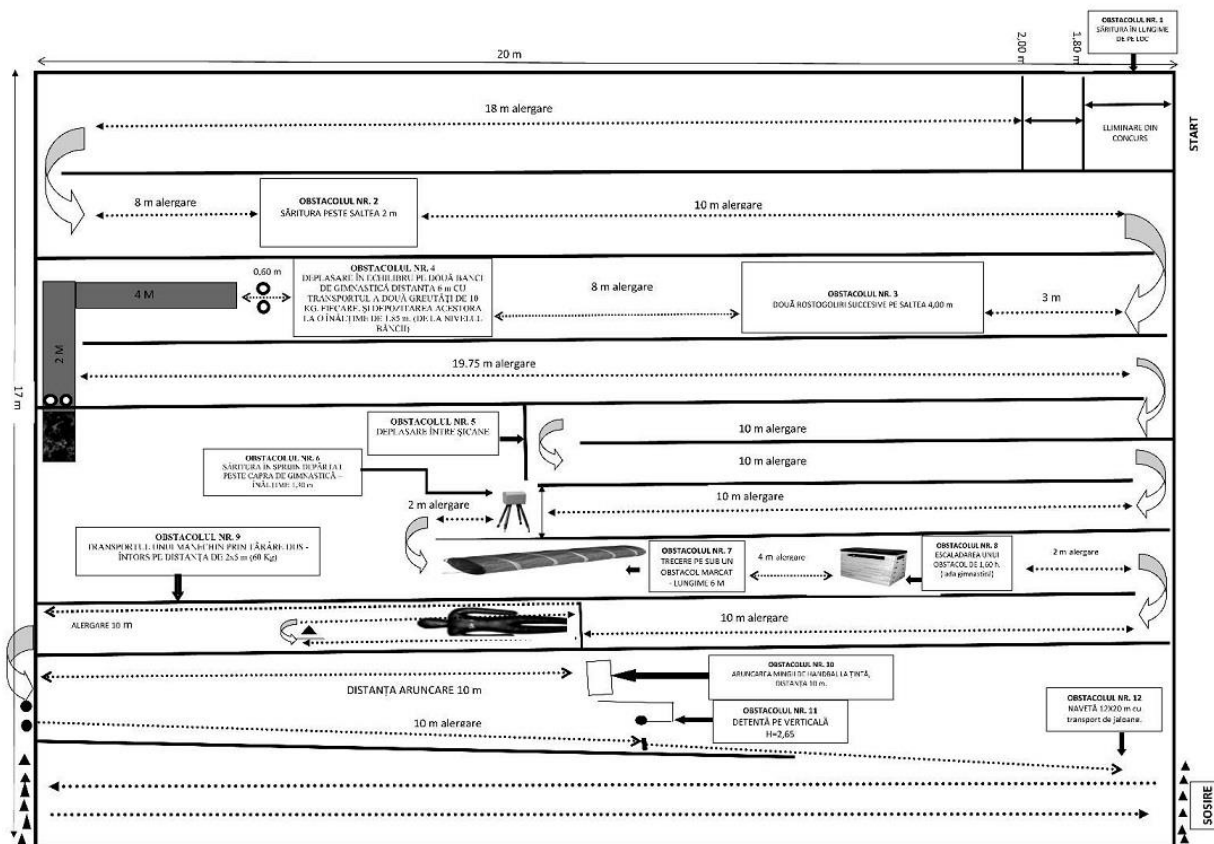 OBSTACOLUL NR. 1
SĂRITURA ÎN LUNGIME
DE PE LOC
20 m
2,00 m
1,80 m
START
18 m alergare
ELIMINARE DIN
CONCURS
8 m alergare
OBSTACOLUL NR. 2
SĂRITURA PESTE SALTEA 2 m
10 m alergare
0,60 m
4 M
2 M
OBSTACOLUL NR. 4
DEPLASARE ÎN ECHILIBRU PE DOUĂ BĂNCI
DE GIMNASTICĂ DISTANȚA 6 m CU
TRANSPORTUL A DOUĂ GREUTĂȚI DE 10
KG. FIECARE, ȘI DEPOZITAREA ACESTORA
LA O ÎNĂLȚIME DE 1.85 m. (DE LA NIVELUL
BĂNCII)
8 m alergare
OBSTACOLUL NR. 3
DOUĂ ROSTOGOLIRI SUCCESIVE PE SALTEA 4,00 m
3 m
19.75 m alergare
17 m
OBSTACOLUL NR. 5
DEPLASARE ÎNTRE ȘICANE
10 m alergare
10 m alergare
OBSTACOLUL NR. 6
SĂRITURA ÎN SPRIJIN DEPĂRTAT
PESTE CAPRA DE GIMNASTICĂ –
ÎNĂLȚIME 1,30 m
2 m alergare
10 m alergare
OBSTACOLUL NR. 9
TRANSPORTUL UNUI MANECHIN PRIN TÂRÂRE DUS -
ÎNTORS PE DISTANȚA DE 2x5 m (60 Kg)
OBSTACOLUL NR. 7
TRECERE PE SUB UN
OBSTACOL MARCAT
- LUNGIME 6 M
4 m alergare
OBSTACOLUL NR. 8
ESCALADAREA UNUI
OBSTACOL DE 1,60 h.
2 m alergare
ALERGARE 10 m
10 m alergare
DISTANȚA ARUNCARE 10 m
OBSTACOLUL NR. 10
ARUNCAREA MINGII DE HANDBAL LA ȚINTĂ,
DISTANȚA 10 m.
10 m alergare
OBSTACOLUL NR. 11
DETENTĂ PE VERTICALĂ
H=2,65
OBSTACOLUL NR. 12
NAVETĂ 12X20 m cu
transport de jaloane.
SOSIRE